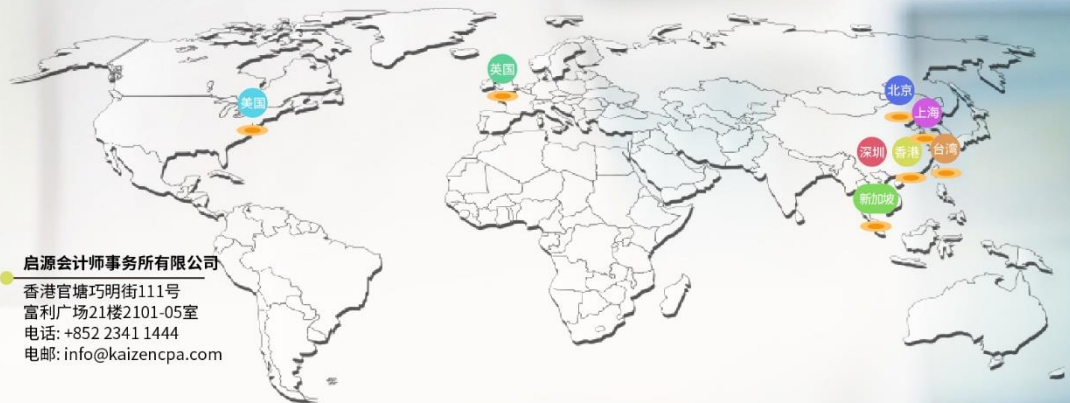 英国
美国
北京
上海
深圳
香港
台湾
新加坡
启源会计师事务所有限公司
香港官塘巧明街111号
富利广场21楼2101-05室
电话: +852 2341 1444
电邮: info@kaizencpa.com